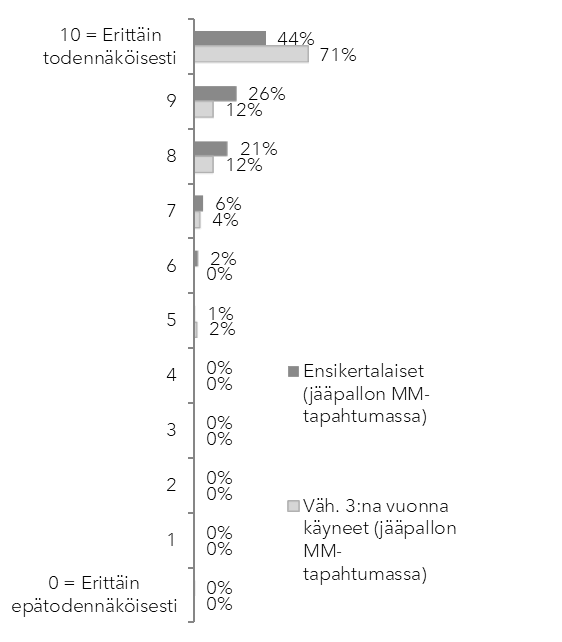 10 = Erittäin
todennäköisesti
44%
71%
9
26%
12%
8
21%
12%
7
6%
4%
6
2%
0%
5
1%
2%
4
0%
0%
3
0%
0%
2
0%
0%
1
0%
0%
0 = Erittäin
epätodennäköisesti
0%
0%
Ensikertalaiset
(jääpallon MM-
tapahtumassa)
Väh. 3:na vuonna
käyneet (jääpallon
MM-
tapahtumassa)